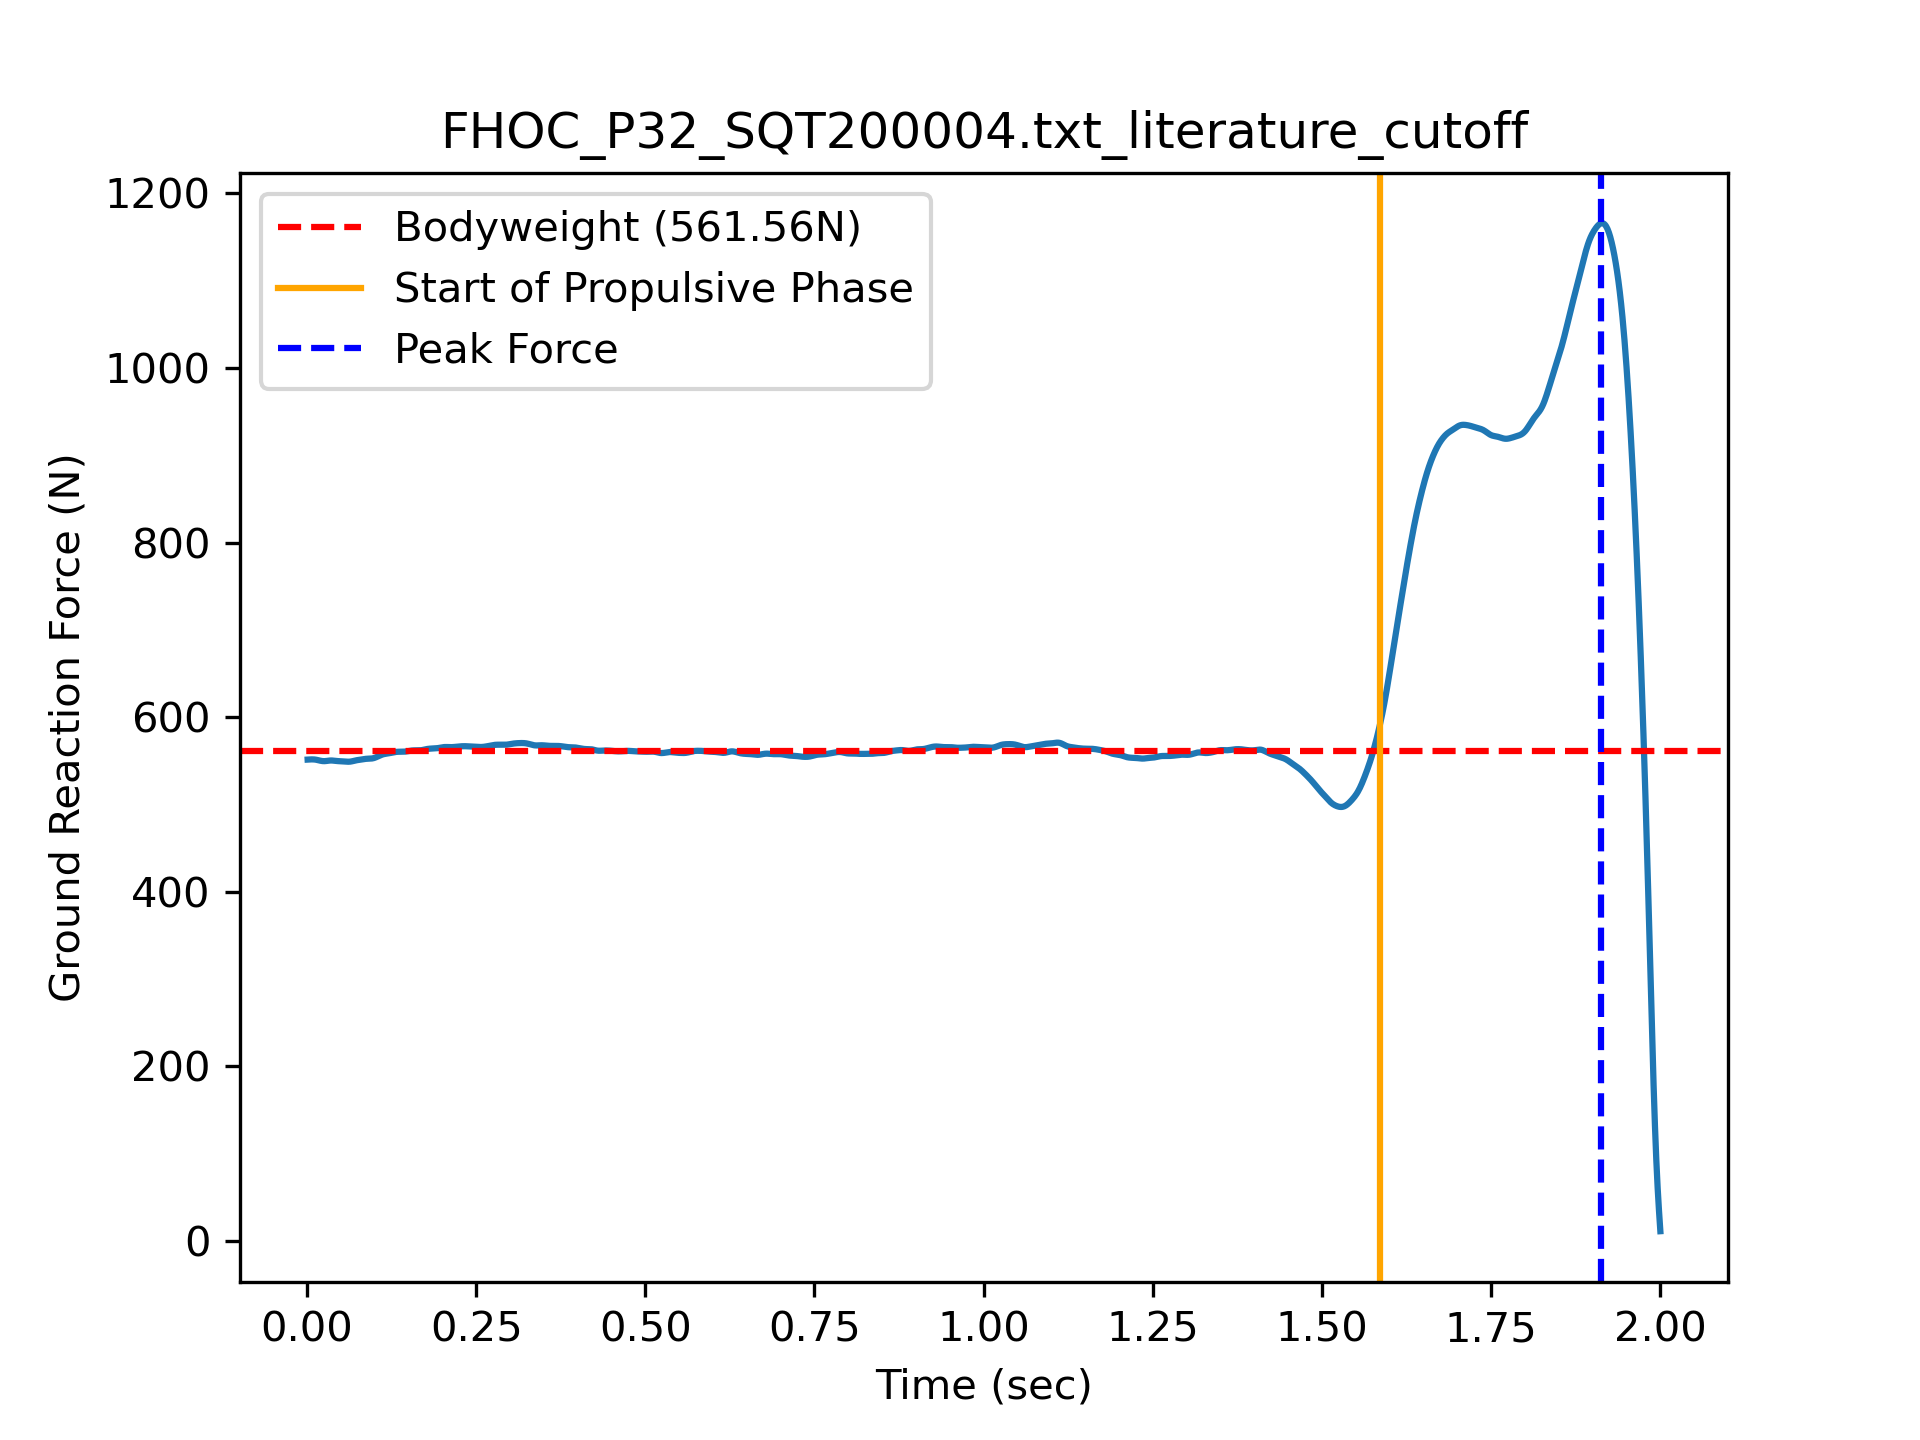 FHOC_P32_SQT200004.txt_literature_cutoff
Bodyweight (561.56N)
Start of Propulsive Phase
Peak Force
Ground Reaction Force (N)
1200
1000
800
600
400
200
0
0.00 0.25 0.50 0.75 1.00 1.25 1.50 1.75 2.00
Time (sec)